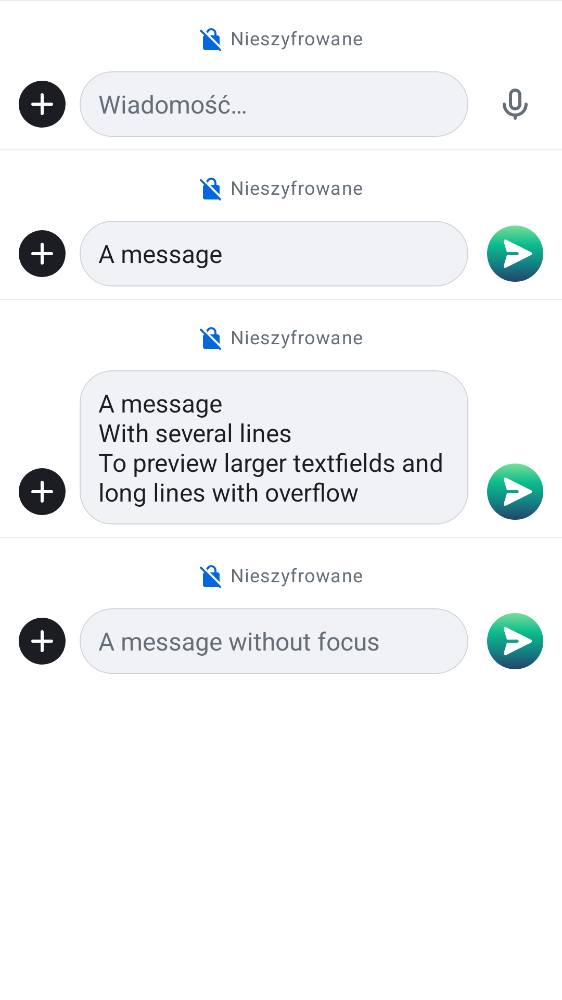 Nieszyfrowane
Wiadomość…
Nieszyfrowane
A message
Nieszyfrowane
A message
With several lines
To preview larger textfields and
long lines with overflow
Nieszyfrowane
A message without focus